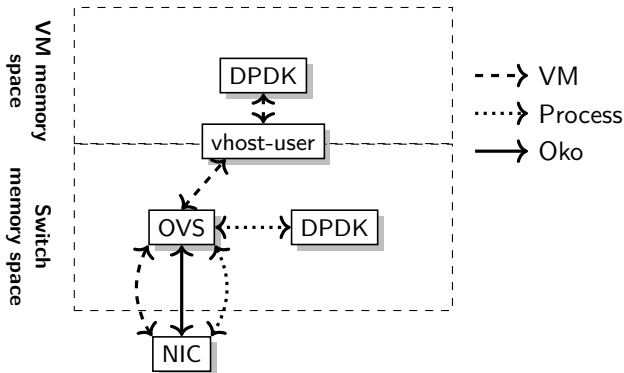 VM memory
space
DPDK
vhost-user
VM
Process
Oko
Switch
memory space
OVS
DPDK
NIC